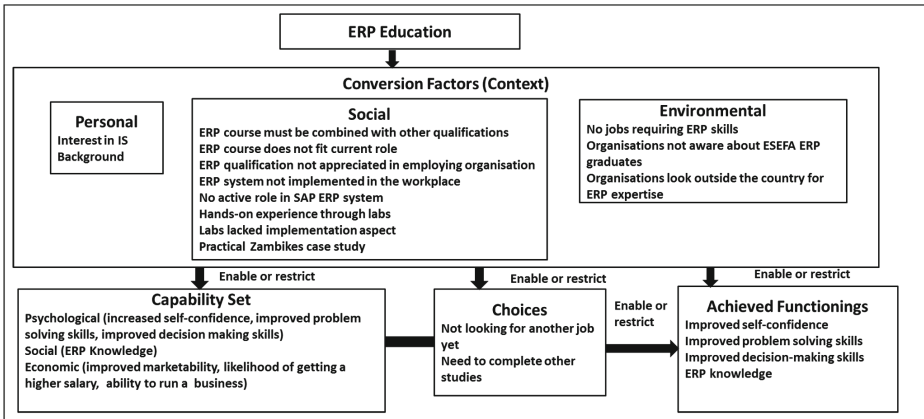 ERP Education
Conversion Factors (Context)
Personal
Interest in IS
Background
Social
ERP course must be combined with other qualifications
ERP course does not fit current role
ERP qualification not appreciated in employing organisation
ERP system not implemented in the workplace
No active role in SAP ERP system
Hands-on experience through labs
Labs lacked implementation aspect
Practical Zambikes case study
Environmental
No jobs requiring ERP skills
Organisations not aware about ESEFA ERP
graduates
Organisations look outside the country for
ERP expertise
Enable or restrict
Enable or restrict
Enable or restrict
Capability Set
Psychological (increased self-confidence, improved problem
solving skills, improved decision making skills)
Social (ERP Knowledge)
Economic (improved marketability, likelihood of getting a
higher salary, ability to run a business)
Choices
Not looking for another job
yet
Need to complete other
studies
Enable or
restrict
Achieved Functionings
Improved self-confidence
Improved problem solving skills
Improved decision-making skills
ERP knowledge